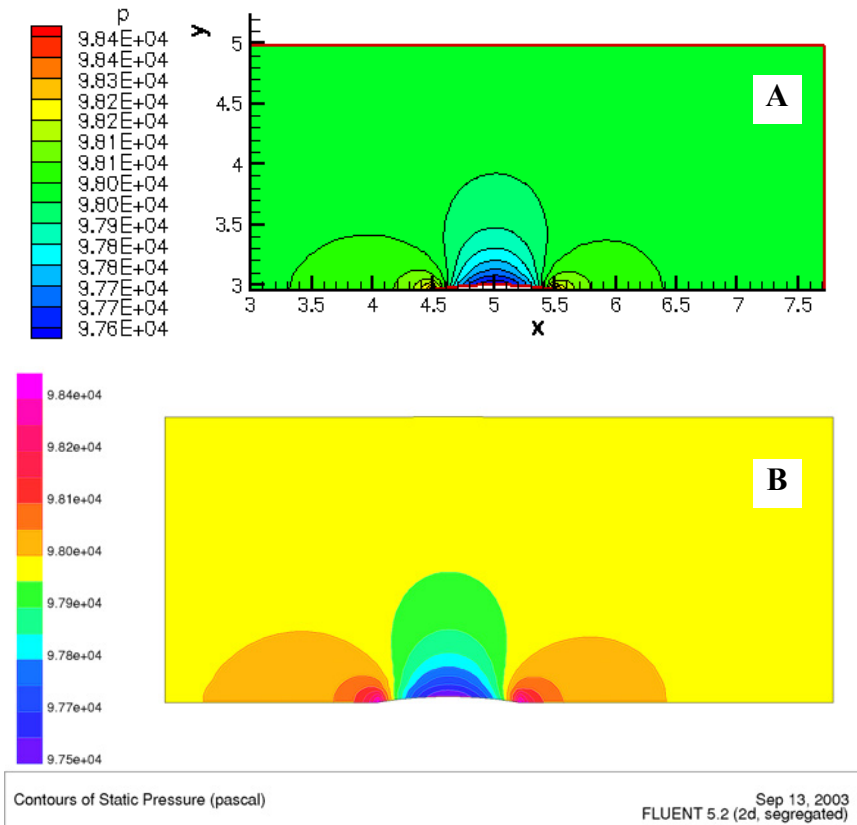 p
9.84E+04
9.84E+04
9.83E+04
9.82E+04
9.81E+04
9.81E+04
9.80E+04
9.80E+04
9.79E+04
9.78E+04
9.78E+04
9.77E+04
9.77E+04
9.76E+04
y
5
4.5
4
3.5
3
A
3 3.5 4 4.5 5 5.5 6 6.5 7 7.5
x
9.84e+04
9.82e+04
9.81e+04
9.80e+04
9.79e+04
9.78e+04
9.77e+04
9.75e+04
B
Contours of Static Pressure (pascal)
Sep 13, 2003
FLUENT 5.2 (2d, segregated)